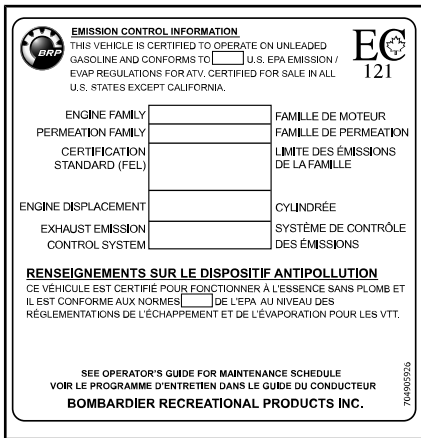 EMISSION CONTROL INFORMATION
THIS VEHICLE IS CERTIFIED TO OPERATE ON UNLEADED
GASOLINE AND CONFORMS TO U.S. EPA EMISSION /
EVAP REGULATIONS FOR ATV. CERTIFIED FOR SALE IN ALL
U.S. STATES EXCEPT CALIFORNIA.
BRP
EC
121
ENGINE FAMILY FAMILLE DE MOTEUR
PERMEATION FAMILY FAMILLE DE PERMEATION
CERTIFICATION LIMITE DES ÉMISSIONS
STANDARD (FEL) DE LA FAMILLE
ENGINE DISPLACEMENT CYLINDRÉE
EXHAUST EMISSION SYSTÈME DE CONTRÔLE
CONTROL SYSTEM DES ÉMISSIONS
RENSEIGNEMENTS SUR LE DISPOSITIF ANTIPOLLUTION
CE VÉHICULE EST CERTIFIÉ POUR FONCTIONNER À L'ESSENCE SANS PLOMB ET
IL EST CONFORME AUX NORMES DE L'EPA AU NIVEAU DES
RÉGLEMENTATIONS DE L'ÉCHAPPEMENT ET DE L'ÉVAPORATION POUR LES VTT.
SEE OPERATOR'S GUIDE FOR MAINTENANCE SCHEDULE
VOIR LE PROGRAMME D'ENTRETIEN DANS LE GUIDE DU CONDUCTEUR
BOMBARDIER RECREATIONAL PRODUCTS INC.
704905926